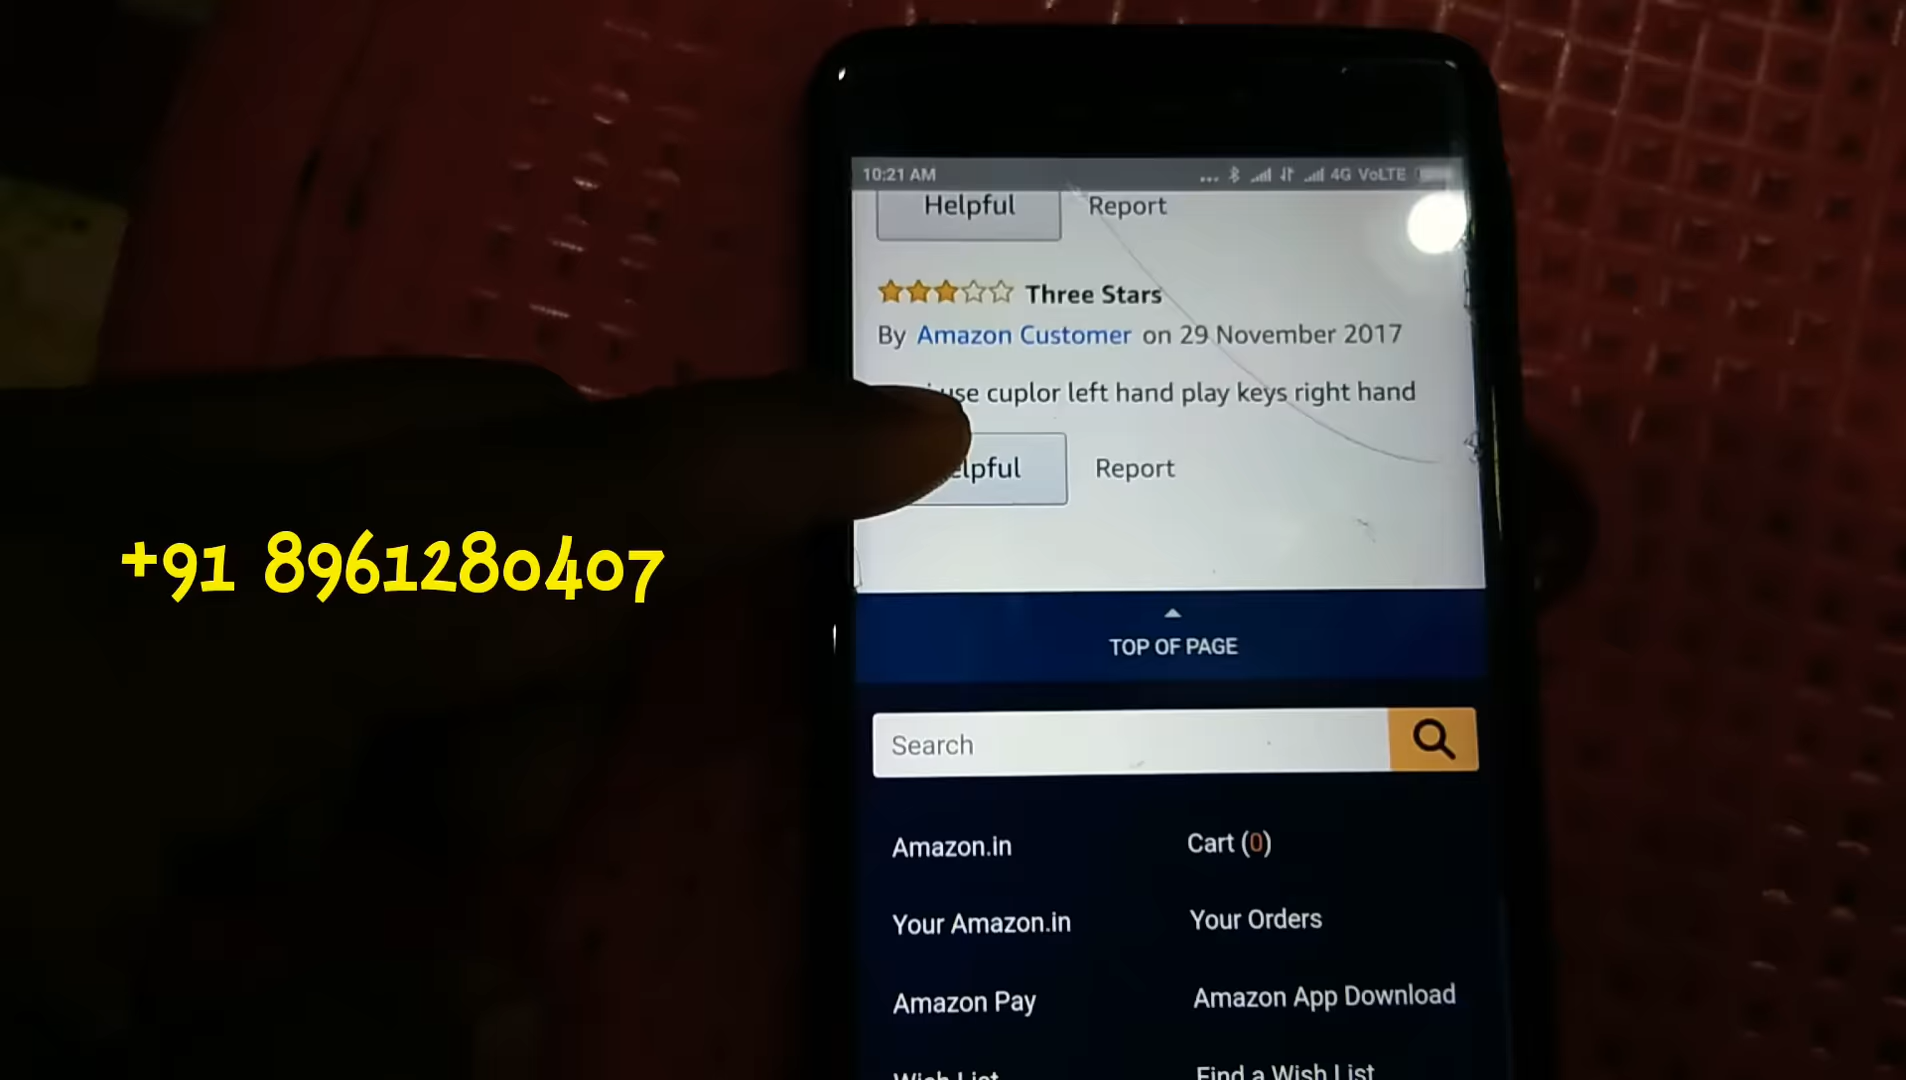 10:21 AM
... 4G VoLTE
Helpful Report
Three Stars
By Amazon Customer on 29 November 2017
use cuplor left hand play keys right hand
Report
+91 8961280407
TOP OF PAGE
Search
Amazon.in Cart (0)
Your Amazon.in Your Orders
Amazon Pay Amazon App Download
Wish List Find a Wish List